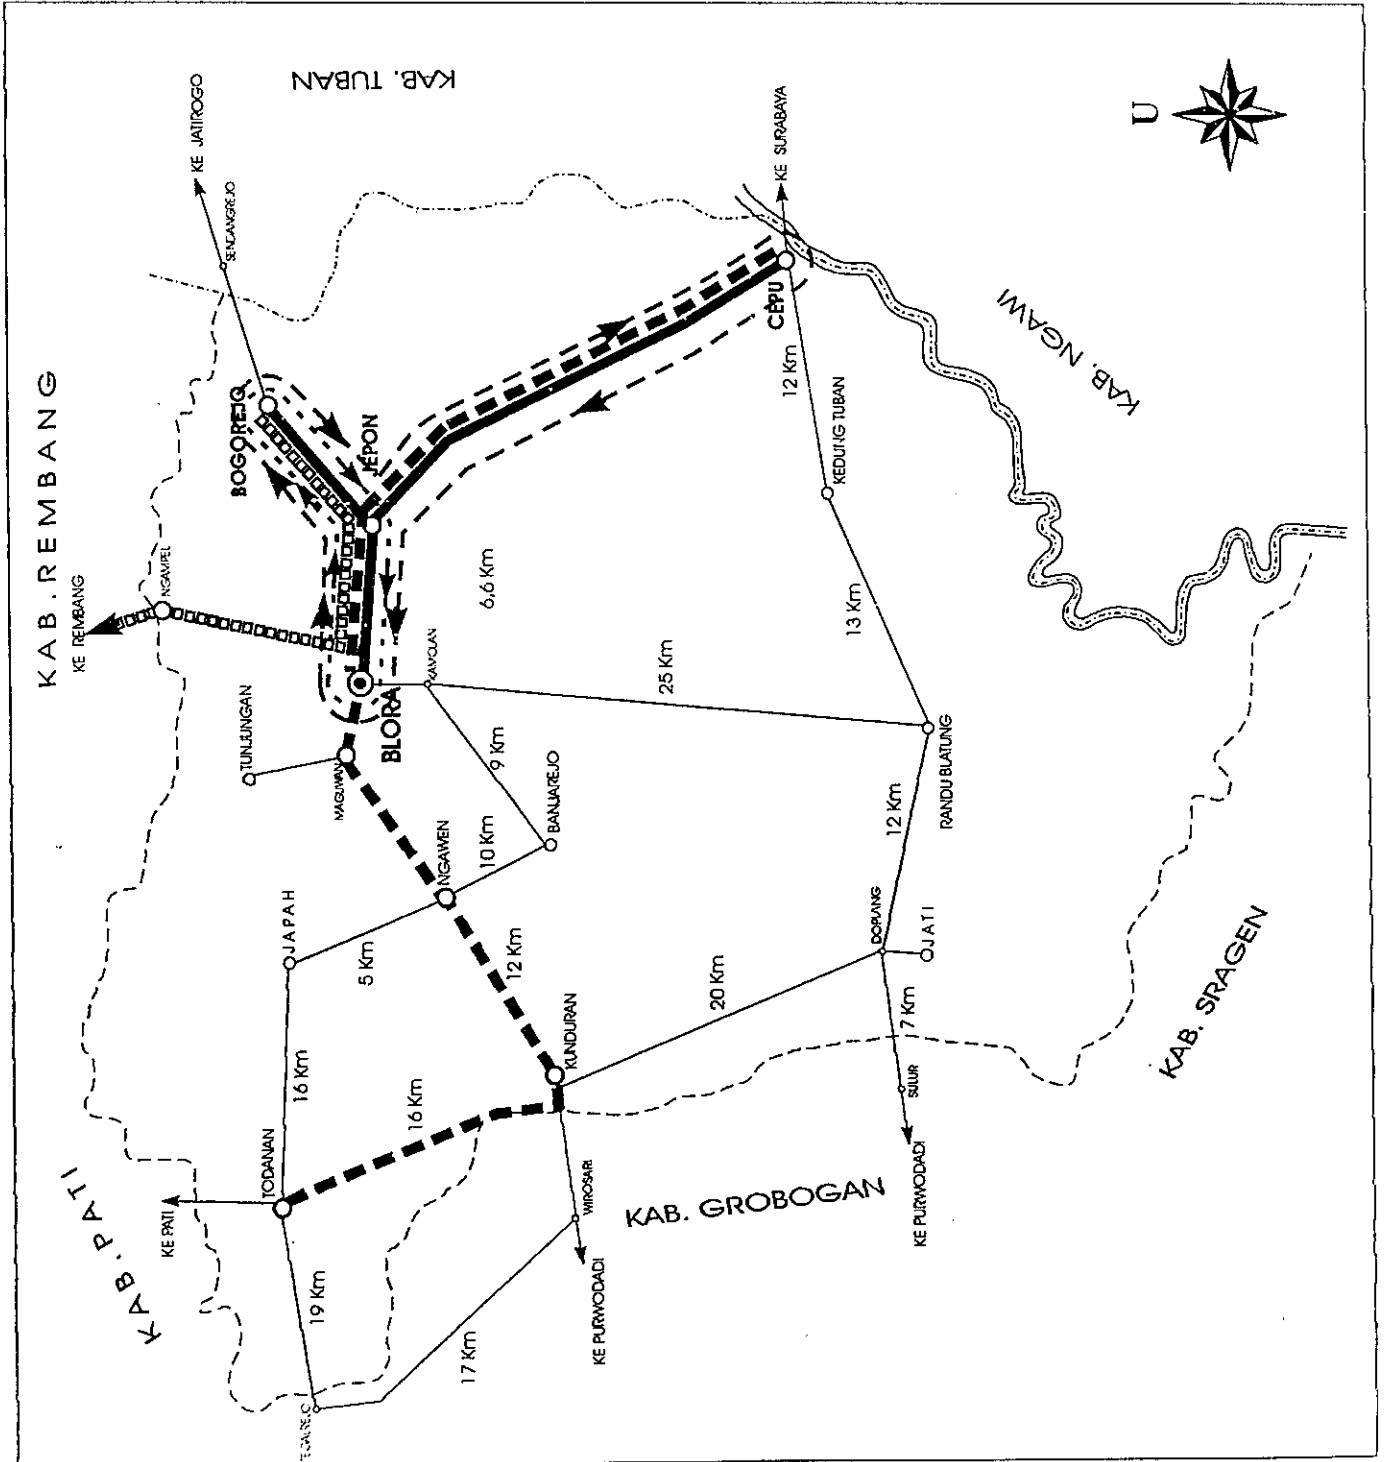 KAB. TUBAN
KE JATIROGO
SENDANGREJO
KE SURABAYA
U
KAB. REMBANG
KE REMBANG
NGAMPEL
BOGOREJO
JEPON
CEPU
12 Km
KEDUNG TUBAN
KAB. NGAWI
13 Km
6,6 Km
TUNJUNGAN
BLORA
KAMOLAN
25 Km
MAGUWAN
9 Km
BANJAREJO
RANDU BLATUNG
12 Km
NGAWEN
10 Km
JAPAH
5 Km
12 Km
KUNDURAN
20 Km
DOPLANG
JATI
7 Km
SULUR
KE PURWODADI
KAB. SRAGEN
16 Km
16 Km
TODANAN
KE PATI
KAB. PATI
19 Km
17 Km
WIROSARI
KE PURWODADI
KAB. GROBOGAN